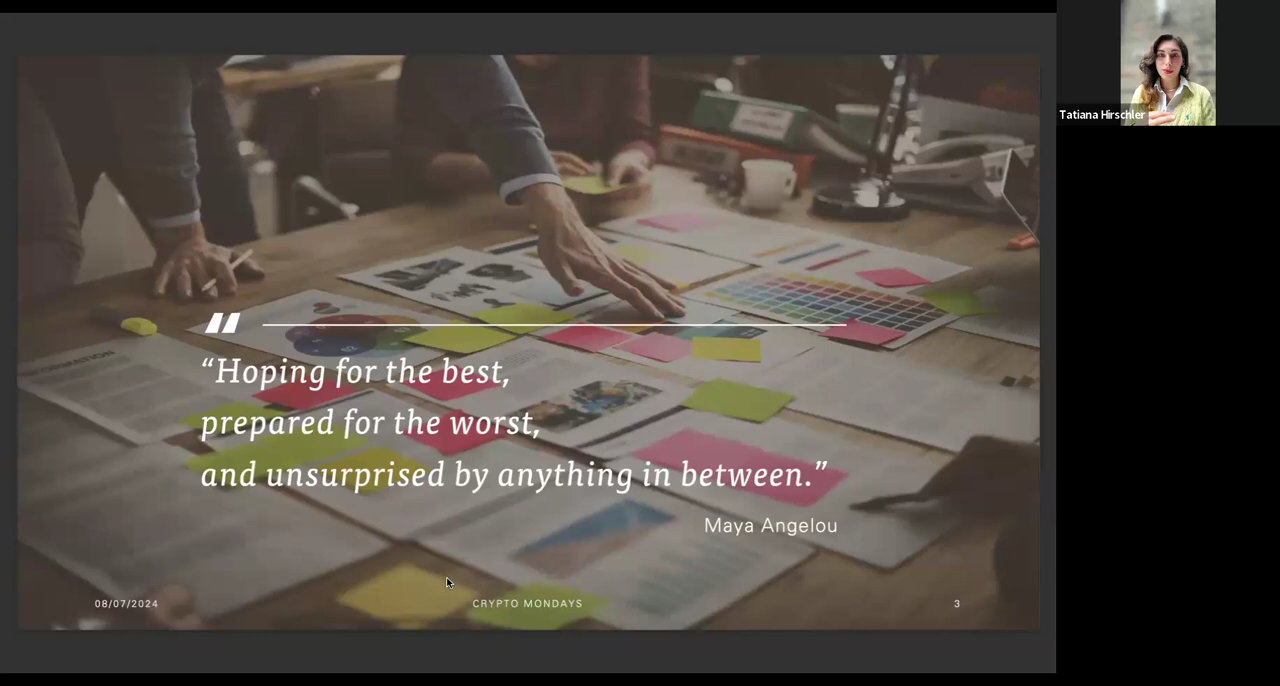 Tatiana Hirschler
“Hoping for the best,
prepared for the worst,
and unsurprised by anything in between.”
Maya Angelou
08/07/2024
CRYPTO MONDAYS
3